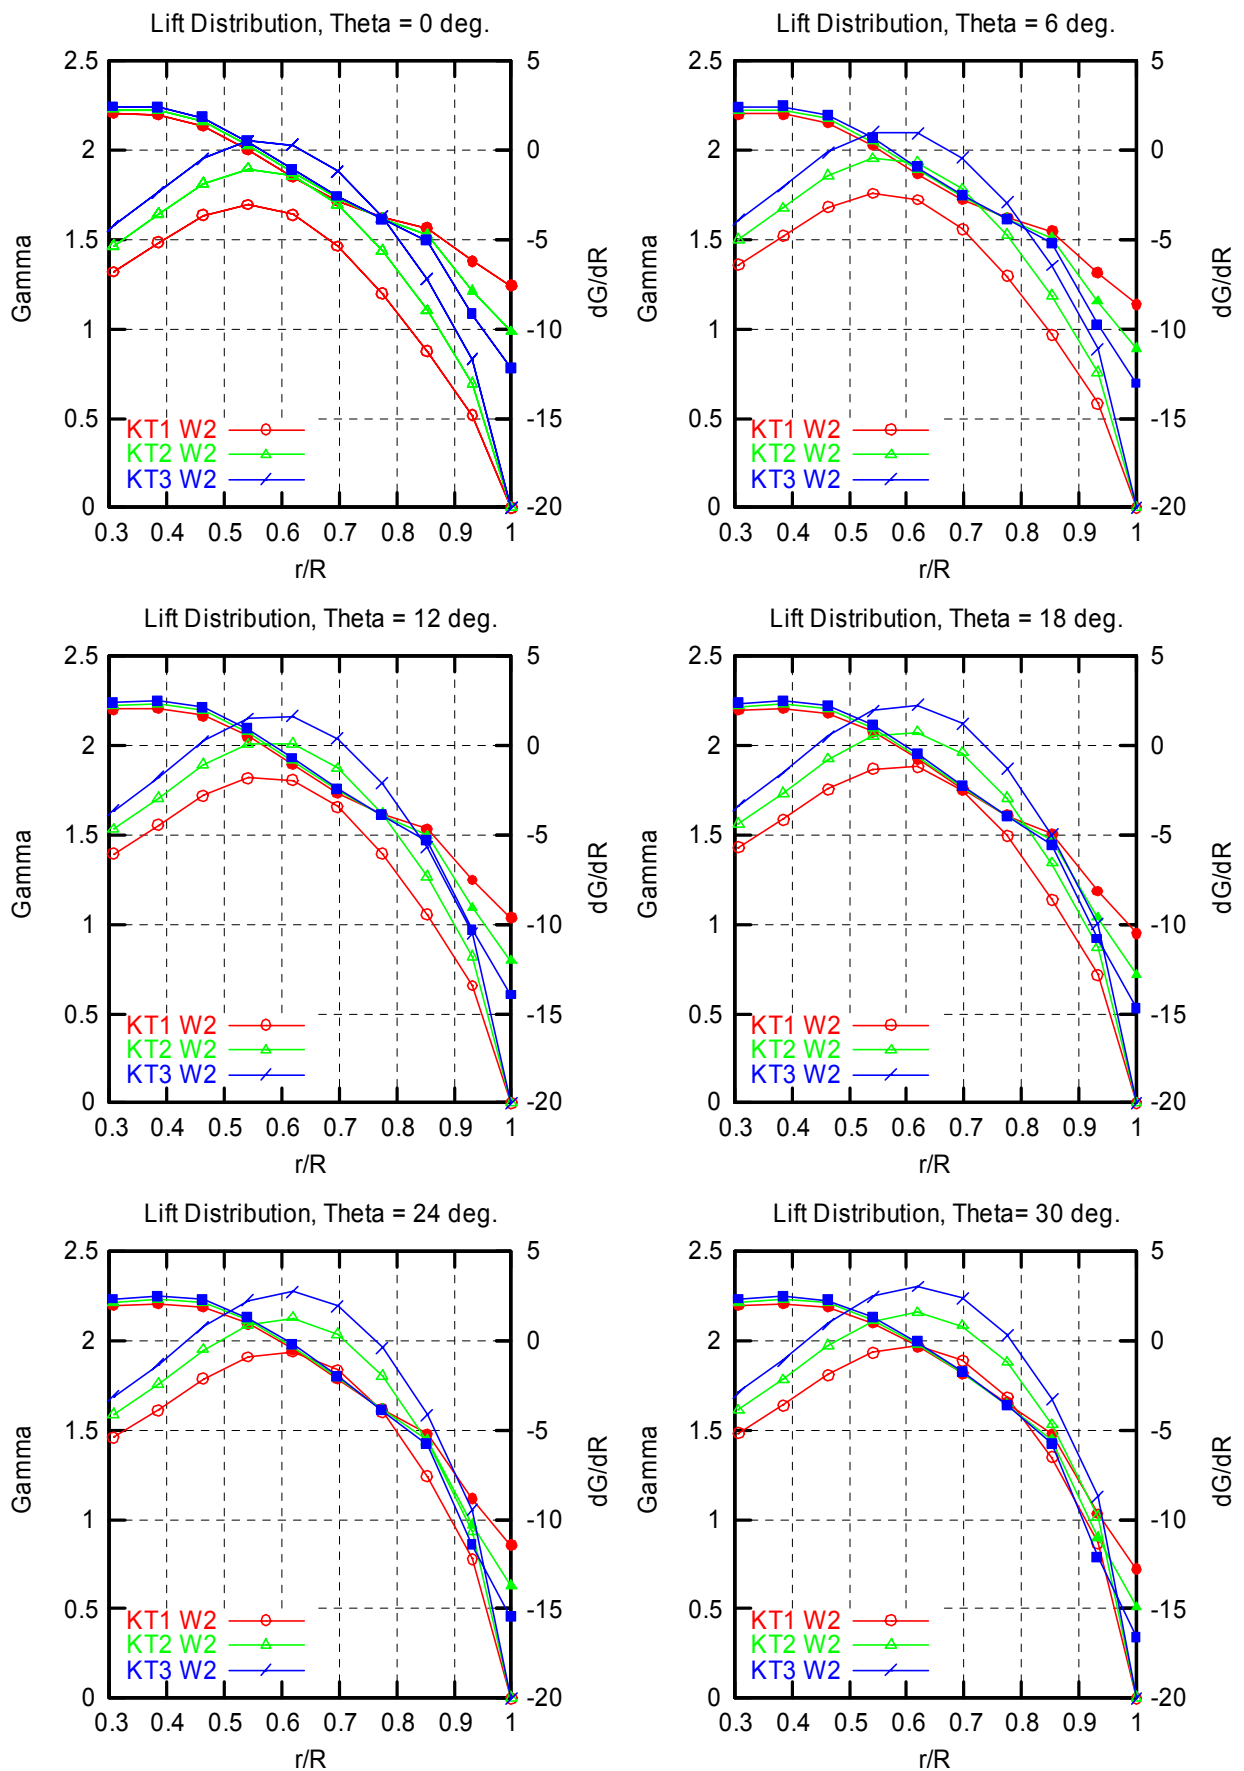 Lift Distribution, Theta = 0 deg.
2.5
2
1.5
1
0.5
0
Gamma
5
0
-5
-10
-15
-20
dG/dR
KT1 W2
KT2 W2
KT3 W2
0.3 0.4 0.5 0.6 0.7 0.8 0.9 1
r/R
Lift Distribution, Theta = 6 deg.
2.5
2
1.5
1
0.5
0
Gamma
5
0
-5
-10
-15
-20
dG/dR
KT1 W2
KT2 W2
KT3 W2
0.3 0.4 0.5 0.6 0.7 0.8 0.9 1
r/R
Lift Distribution, Theta = 12 deg.
2.5
2
1.5
1
0.5
0
Gamma
5
0
-5
-10
-15
-20
dG/dR
KT1 W2
KT2 W2
KT3 W2
0.3 0.4 0.5 0.6 0.7 0.8 0.9 1
r/R
Lift Distribution, Theta = 18 deg.
2.5
2
1.5
1
0.5
0
Gamma
5
0
-5
-10
-15
-20
dG/dR
KT1 W2
KT2 W2
KT3 W2
0.3 0.4 0.5 0.6 0.7 0.8 0.9 1
r/R
Lift Distribution, Theta = 24 deg.
2.5
2
1.5
1
0.5
0
Gamma
5
0
-5
-10
-15
-20
dG/dR
KT1 W2
KT2 W2
KT3 W2
0.3 0.4 0.5 0.6 0.7 0.8 0.9 1
r/R
Lift Distribution, Theta= 30 deg.
2.5
2
1.5
1
0.5
0
Gamma
5
0
-5
-10
-15
-20
dG/dR
KT1 W2
KT2 W2
KT3 W2
0.3 0.4 0.5 0.6 0.7 0.8 0.9 1
r/R